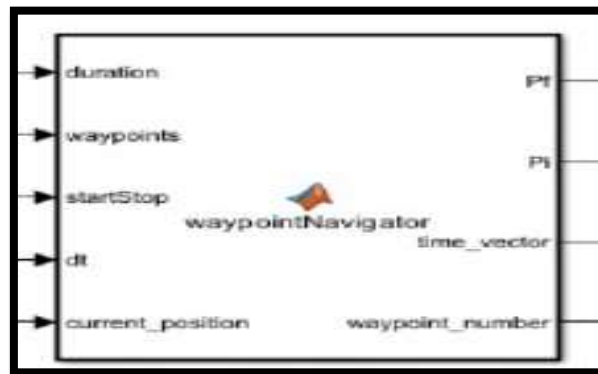 duration
Pf
waypoints
Pi
startStop
waypointNavigator
time_vector
dt
current_position
waypoint_number